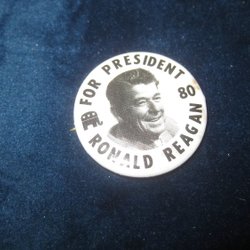 FOR PRESIDENT
80
RONALD REAGAN